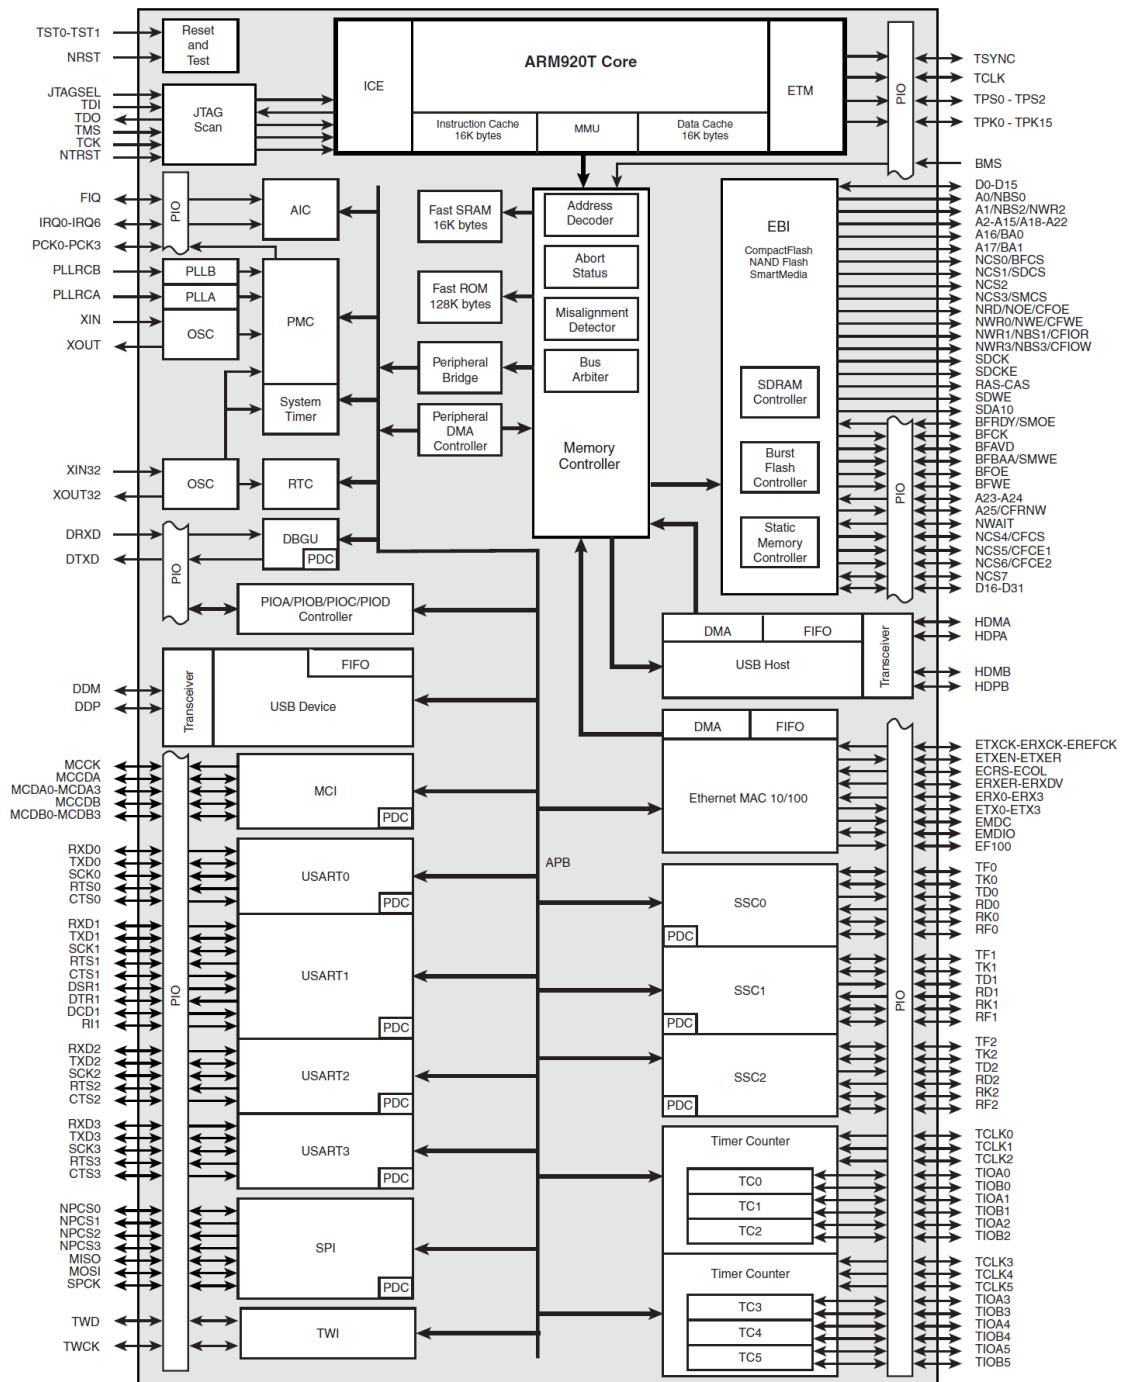 TST0-TST1
NRST
Reset
and
Test
JTAGSEL
TDI
TDO
TMS
TCK
NTRST
JTAG
Scan
ICE
ARM920T Core
Instruction Cache
16K bytes
MMU
Data Cache
16K bytes
ETM
PIO
TSYNC
TCLK
TPS0 - TPS2
TPK0 - TPK15
BMS
FIQ
IRQ0-IRQ6
PCK0-PCK3
PIO
AIC
PLLRCB
PLLRCA
XIN
XOUT
PLLB
PLLA
OSC
PMC
System
Timer
XIN32
XOUT32
OSC
RTC
DRXD
DTXD
PIO
DBGU
PDC
PIOA/PIOB/PIOC/PIOD
Controller
Fast SRAM
16K bytes
Fast ROM
128K bytes
Peripheral
Bridge
Peripheral
DMA
Controller
Address
Decoder
Abort
Status
Misalignment
Detector
Bus
Arbiter
Memory
Controller
EBI
CompactFlash
NAND Flash
SmartMedia
SDRAM
Controller
Burst
Flash
Controller
Static
Memory
Controller
PIO
D0-D15
A0/NBS0
A1/NBS2/NWR2
A2-A15/A18-A22
A16/BA0
A17/BA1
NCS0/BFCS
NCS1/SDCS
NCS2
NCS3/SMCS
NRD/NOE/CFOE
NWR0/NWE/CFWE
NWR1/NBS1/CFIOR
NWR3/NBS3/CFIOW
SDCK
SDCKE
RAS-CAS
SDWE
SDA10
BFRDY/SMOE
BFCK
BFAVD
BFBAA/SMWE
BFOE
BFWE
A23-A24
A25/CFRNW
NWAIT
NCS4/CFCS
NCS5/CFCE1
NCS6/CFCE2
NCS7
D16-D31
DMA
FIFO
USB Host
Transceiver
HDMA
HDPA
HDMB
HDPB
DDM
DDP
Transceiver
FIFO
USB Device
DMA
FIFO
Ethernet MAC 10/100
ETXCK-ERXCK-EREFCK
ETXEN-ETXER
ECRS-ECOL
ERXER-ERXDV
ERX0-ERX3
ETX0-ETX3
EMDC
EMDIO
EF100
MCCK
MCCDA
MCDA0-MCDA3
MCCDB
MCDB0-MCDB3
MCI
PDC
APB
RXD0
TXD0
SCK0
RTS0
CTS0
USART0
PDC
RXD1
TXD1
SCK1
RTS1
CTS1
DSR1
DTR1
DCD1
RI1
PIO
USART1
PDC
RXD2
TXD2
SCK2
RTS2
CTS2
USART2
PDC
RXD3
TXD3
SCK3
RTS3
CTS3
USART3
PDC
NPCS0
NPCS1
NPCS2
NPCS3
MISO
MOSI
SPCK
SPI
PDC
TWD
TWCK
TWI
SSC0
PDC
TF0
TK0
TD0
RD0
RK0
RF0
SSC1
PDC
PIO
TF1
TK1
TD1
RD1
RK1
RF1
SSC2
PDC
TF2
TK2
TD2
RD2
RK2
RF2
Timer Counter
TC0
TC1
TC2
TCLK0
TCLK1
TCLK2
TIOA0
TIOB0
TIOA1
TIOB1
TIOA2
TIOB2
Timer Counter
TC3
TC4
TC5
TCLK3
TCLK4
TCLK5
TIOA3
TIOB3
TIOA4
TIOB4
TIOA5
TIOB5